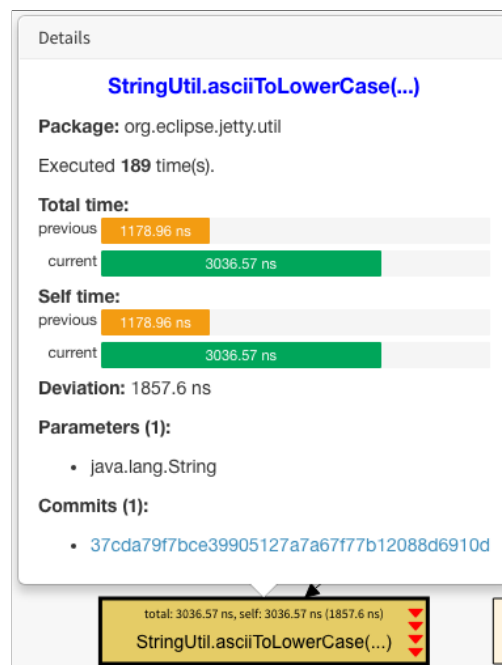 Details
StringUtil.asciiToLowerCase(...)
Package: org.eclipse.jetty.util
Executed 189 time(s).
Total time:
previous 1178.96 ns
current 3036.57 ns
Self time:
previous 1178.96 ns
current 3036.57 ns
Deviation: 1857.6 ns
Parameters (1):
• java.lang.String
Commits (1):
• 37cda79f7bce39905127a7a67f77b12088d6910d
total: 3036.57 ns, self: 3036.57 ns (1857.6 ns)
StringUtil.asciiToLowerCase(...)